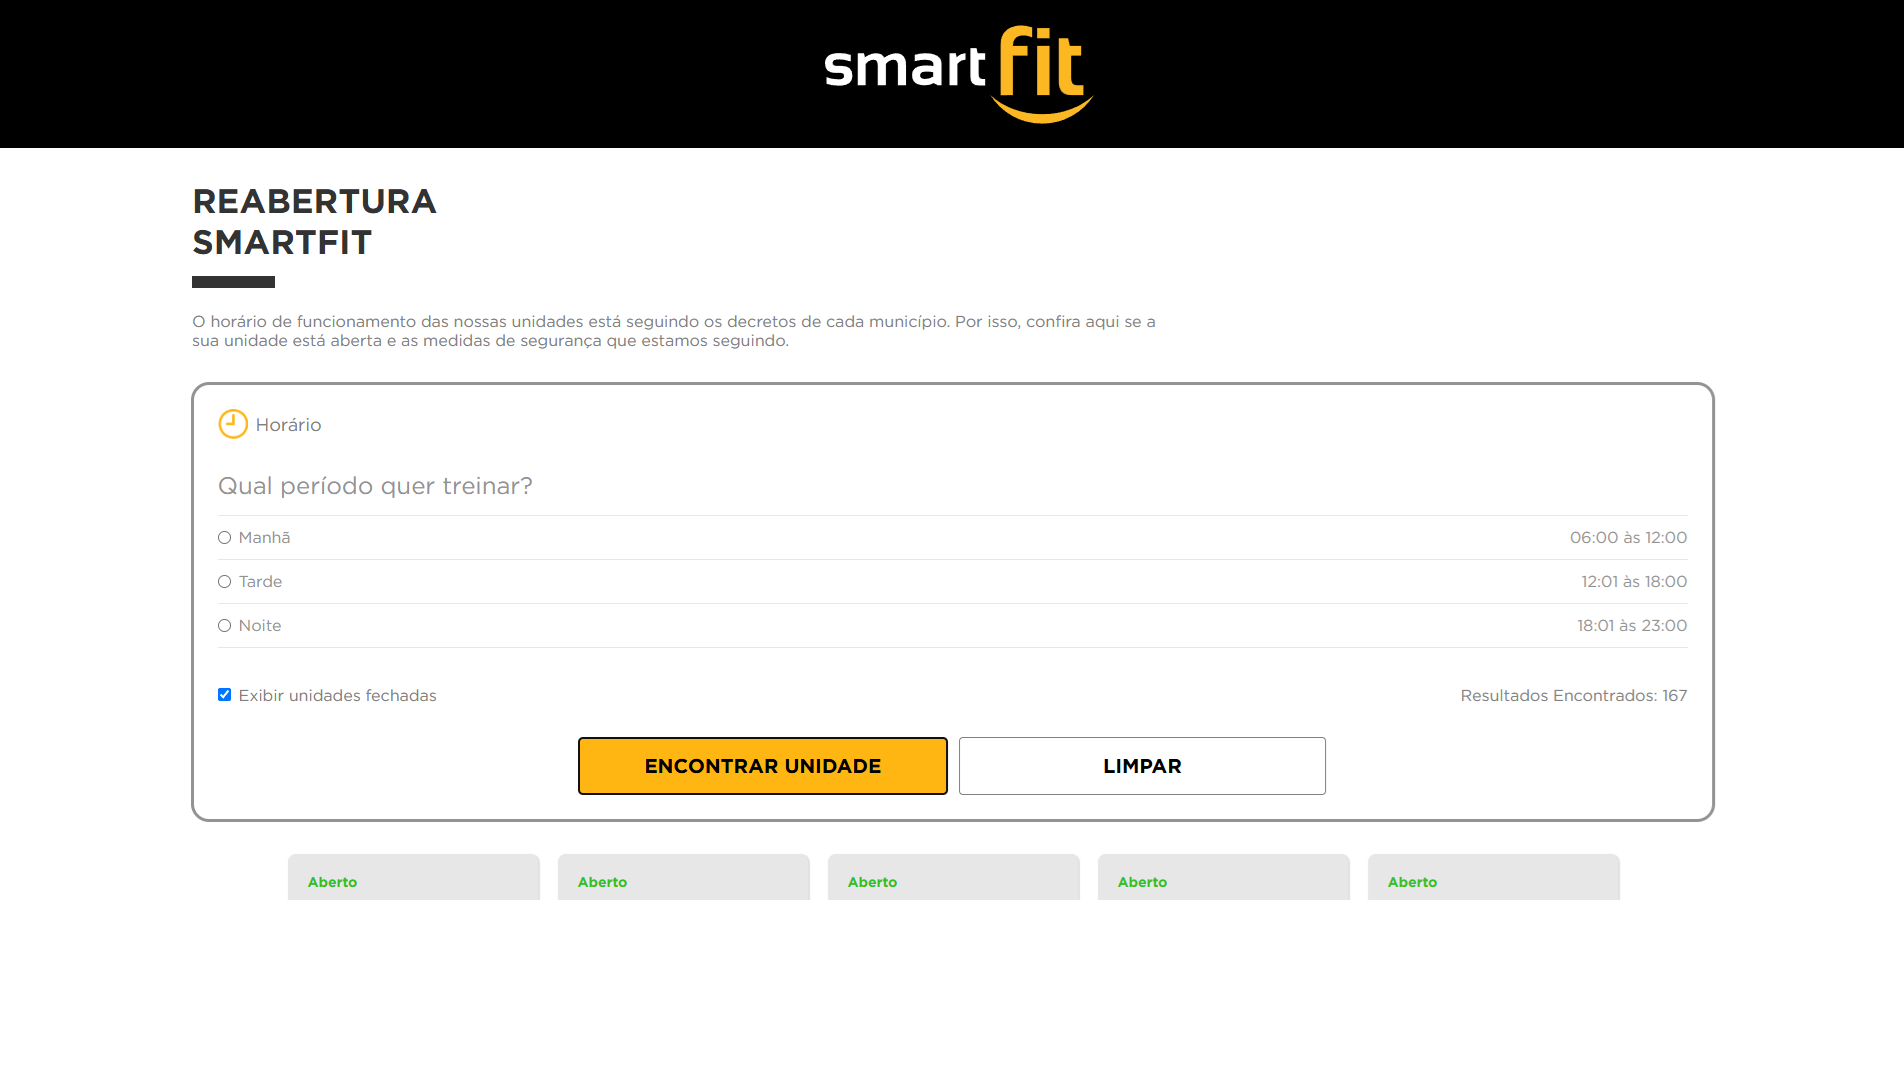 smart fit
REABERTURA
SMARTFIT
O horário de funcionamento das nossas unidades está seguindo os decretos de cada município. Por isso, confira aqui se a
sua unidade está aberta e as medidas de segurança que estamos seguindo.
Horário
Qual período quer treinar?
Manhã 06:00 às 12:00
Tarde 12:01 às 18:00
Noite 18:01 às 23:00
Exibir unidades fechadas Resultados Encontrados: 167
ENCONTRAR UNIDADE LIMPAR
Aberto Aberto Aberto Aberto Aberto